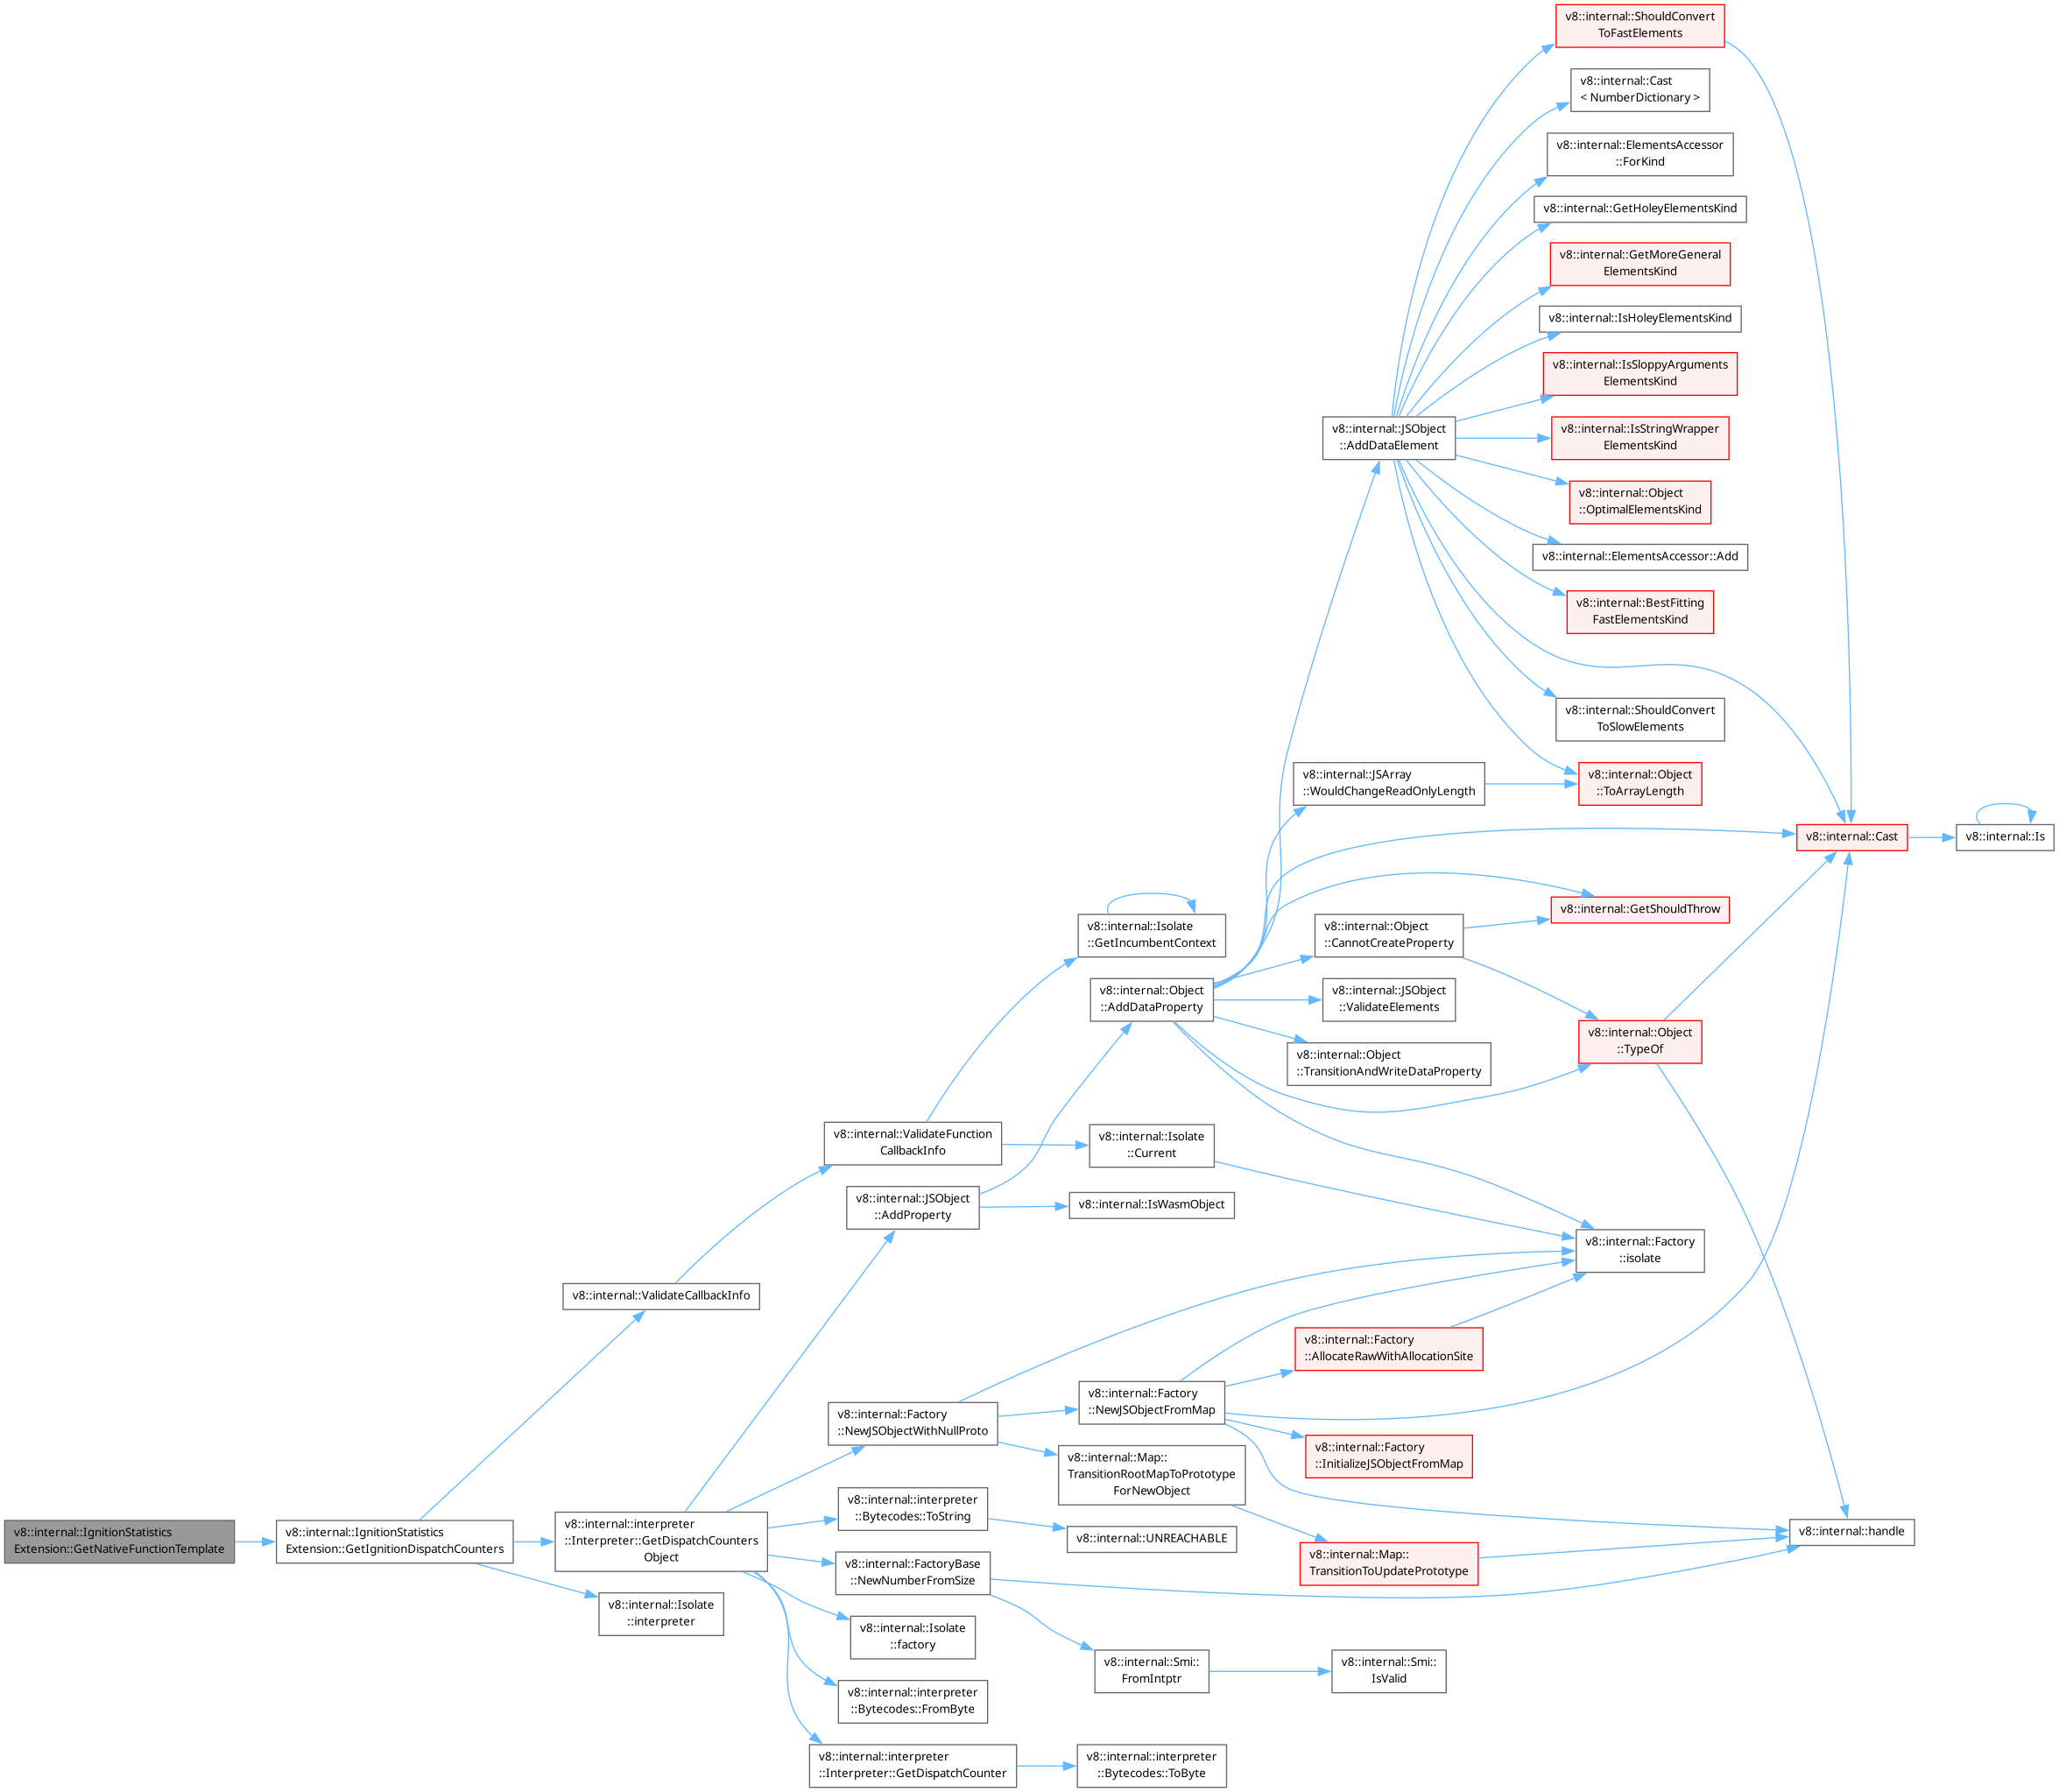 v8::internal::ShouldConvert
ToFastElements
v8::internal::Cast
< NumberDictionary >
v8::internal::ElementsAccessor
::ForKind
v8::internal::GetHoleyElementsKind
v8::internal::GetMoreGeneral
ElementsKind
v8::internal::IsHoleyElementsKind
v8::internal::IsSloppyArguments
ElementsKind
v8::internal::JSObject
::AddDataElement
v8::internal::IsStringWrapper
ElementsKind
v8::internal::Object
::OptimalElementsKind
v8::internal::ElementsAccessor::Add
v8::internal::BestFitting
FastElementsKind
v8::internal::ShouldConvert
ToSlowElements
v8::internal::JSArray
::WouldChangeReadOnlyLength
v8::internal::Object
::ToArrayLength
v8::internal::Cast
v8::internal::Is
v8::internal::Isolate
::GetIncumbentContext
v8::internal::Object
::CannotCreateProperty
v8::internal::GetShouldThrow
v8::internal::Object
::AddDataProperty
v8::internal::JSObject
::ValidateElements
v8::internal::Object
::TransitionAndWriteDataProperty
v8::internal::Object
::TypeOf
v8::internal::ValidateFunction
CallbackInfo
v8::internal::Isolate
::Current
v8::internal::JSObject
::AddProperty
v8::internal::IsWasmObject
v8::internal::Factory
::isolate
v8::internal::ValidateCallbackInfo
v8::internal::Factory
::AllocateRawWithAllocationSite
v8::internal::Factory
::NewJSObjectWithNullProto
v8::internal::Factory
::NewJSObjectFromMap
v8::internal::Factory
::InitializeJSObjectFromMap
v8::internal::Map::
TransitionRootMapToPrototype
ForNewObject
v8::internal::IgnitionStatistics
Extension::GetNativeFunctionTemplate
v8::internal::IgnitionStatistics
Extension::GetIgnitionDispatchCounters
v8::internal::interpreter
::Interpreter::GetDispatchCounters
Object
v8::internal::interpreter
::Bytecodes::ToString
v8::internal::UNREACHABLE
v8::internal::handle
v8::internal::Map::
TransitionToUpdatePrototype
v8::internal::FactoryBase
::NewNumberFromSize
v8::internal::Isolate
::interpreter
v8::internal::Isolate
::factory
v8::internal::Smi::
FromIntptr
v8::internal::Smi::
IsValid
v8::internal::interpreter
::Bytecodes::FromByte
v8::internal::interpreter
::Interpreter::GetDispatchCounter
v8::internal::interpreter
::Bytecodes::ToByte